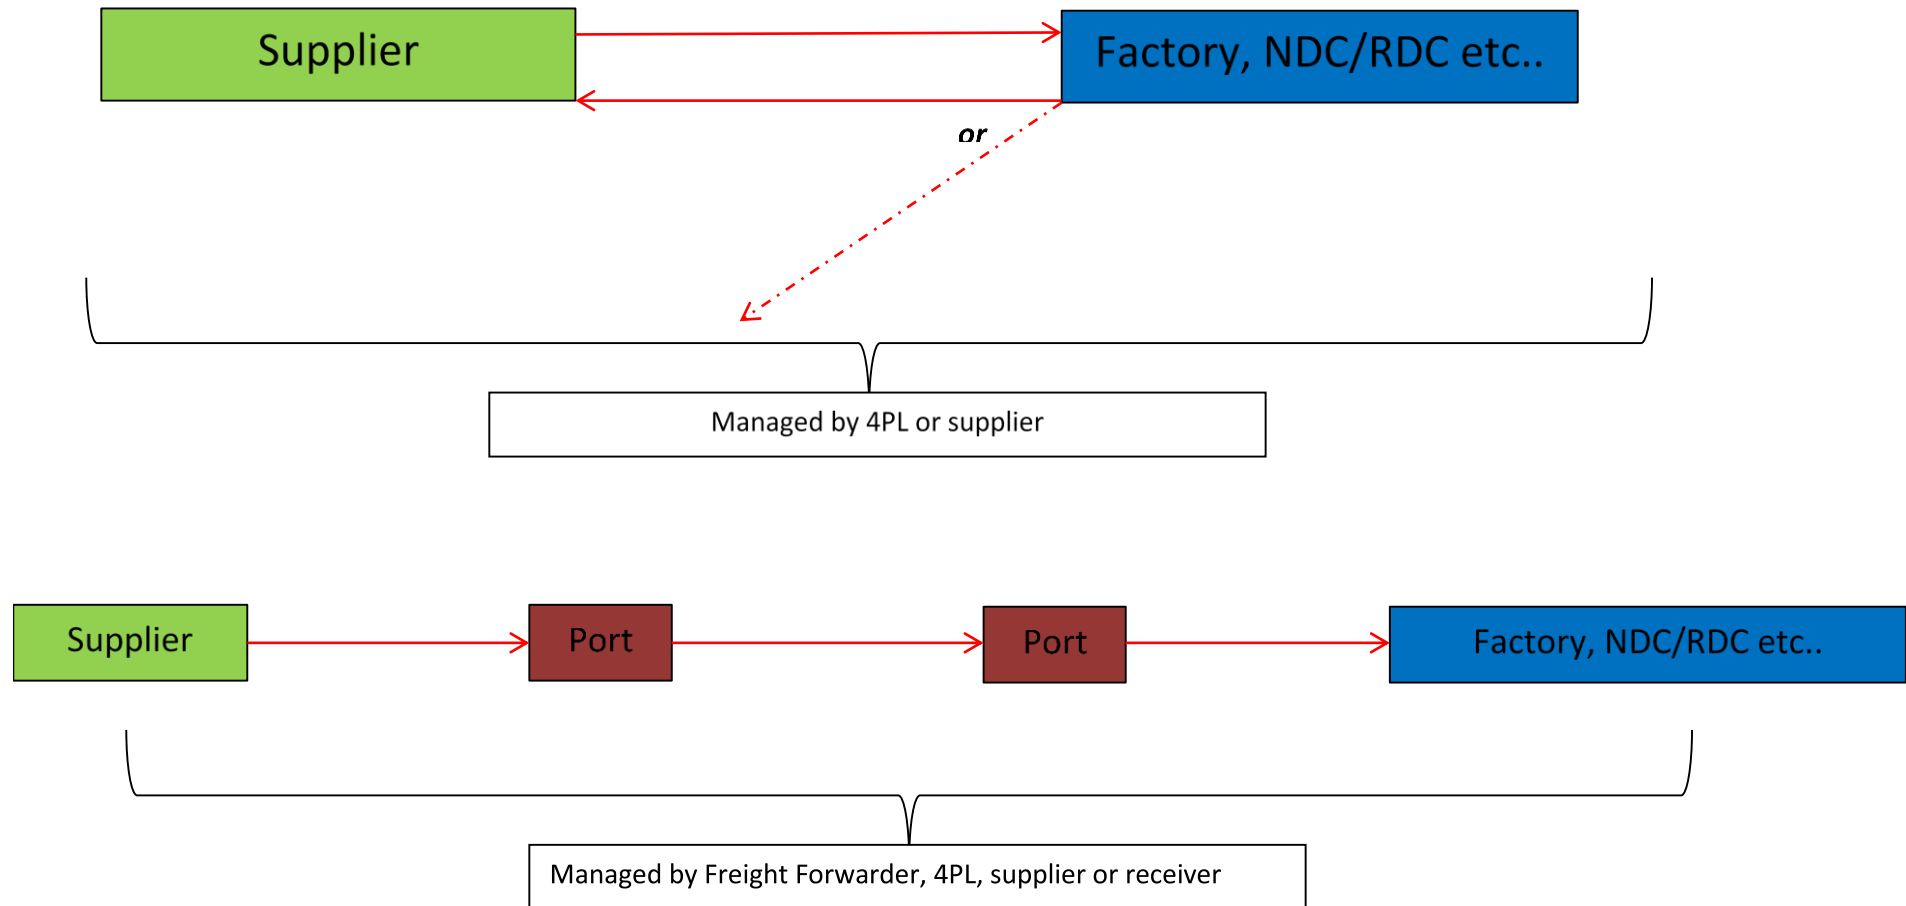 Supplier
Factory, NDC/RDC etc..
or
Managed by 4PL or supplier
Supplier
Port
Port
Factory, NDC/RDC etc..
Managed by Freight Forwarder, 4PL, supplier or receiver